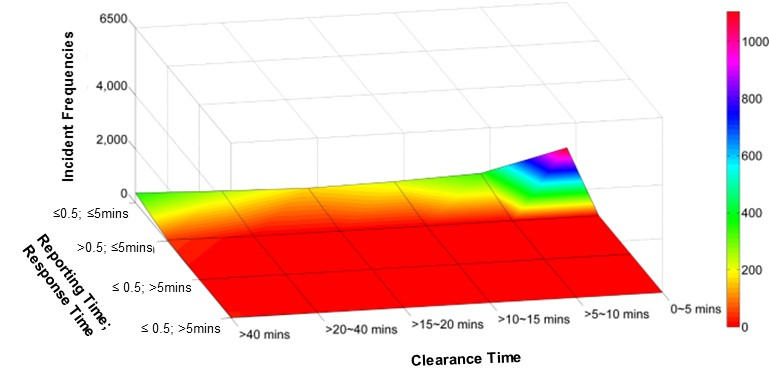 6500
4,000
2,000
0
Incident Frequencies
≤0.5; ≤5mins
>0.5; ≤5mins
≤ 0.5; >5mins
≤ 0.5; >5mins
Reporting Time;
Response Time
>40 mins
>20~40 mins
>15~20 mins
>10~15 mins
>5~10 mins
0~5 mins
Clearance Time
1000
800
600
400
200
0